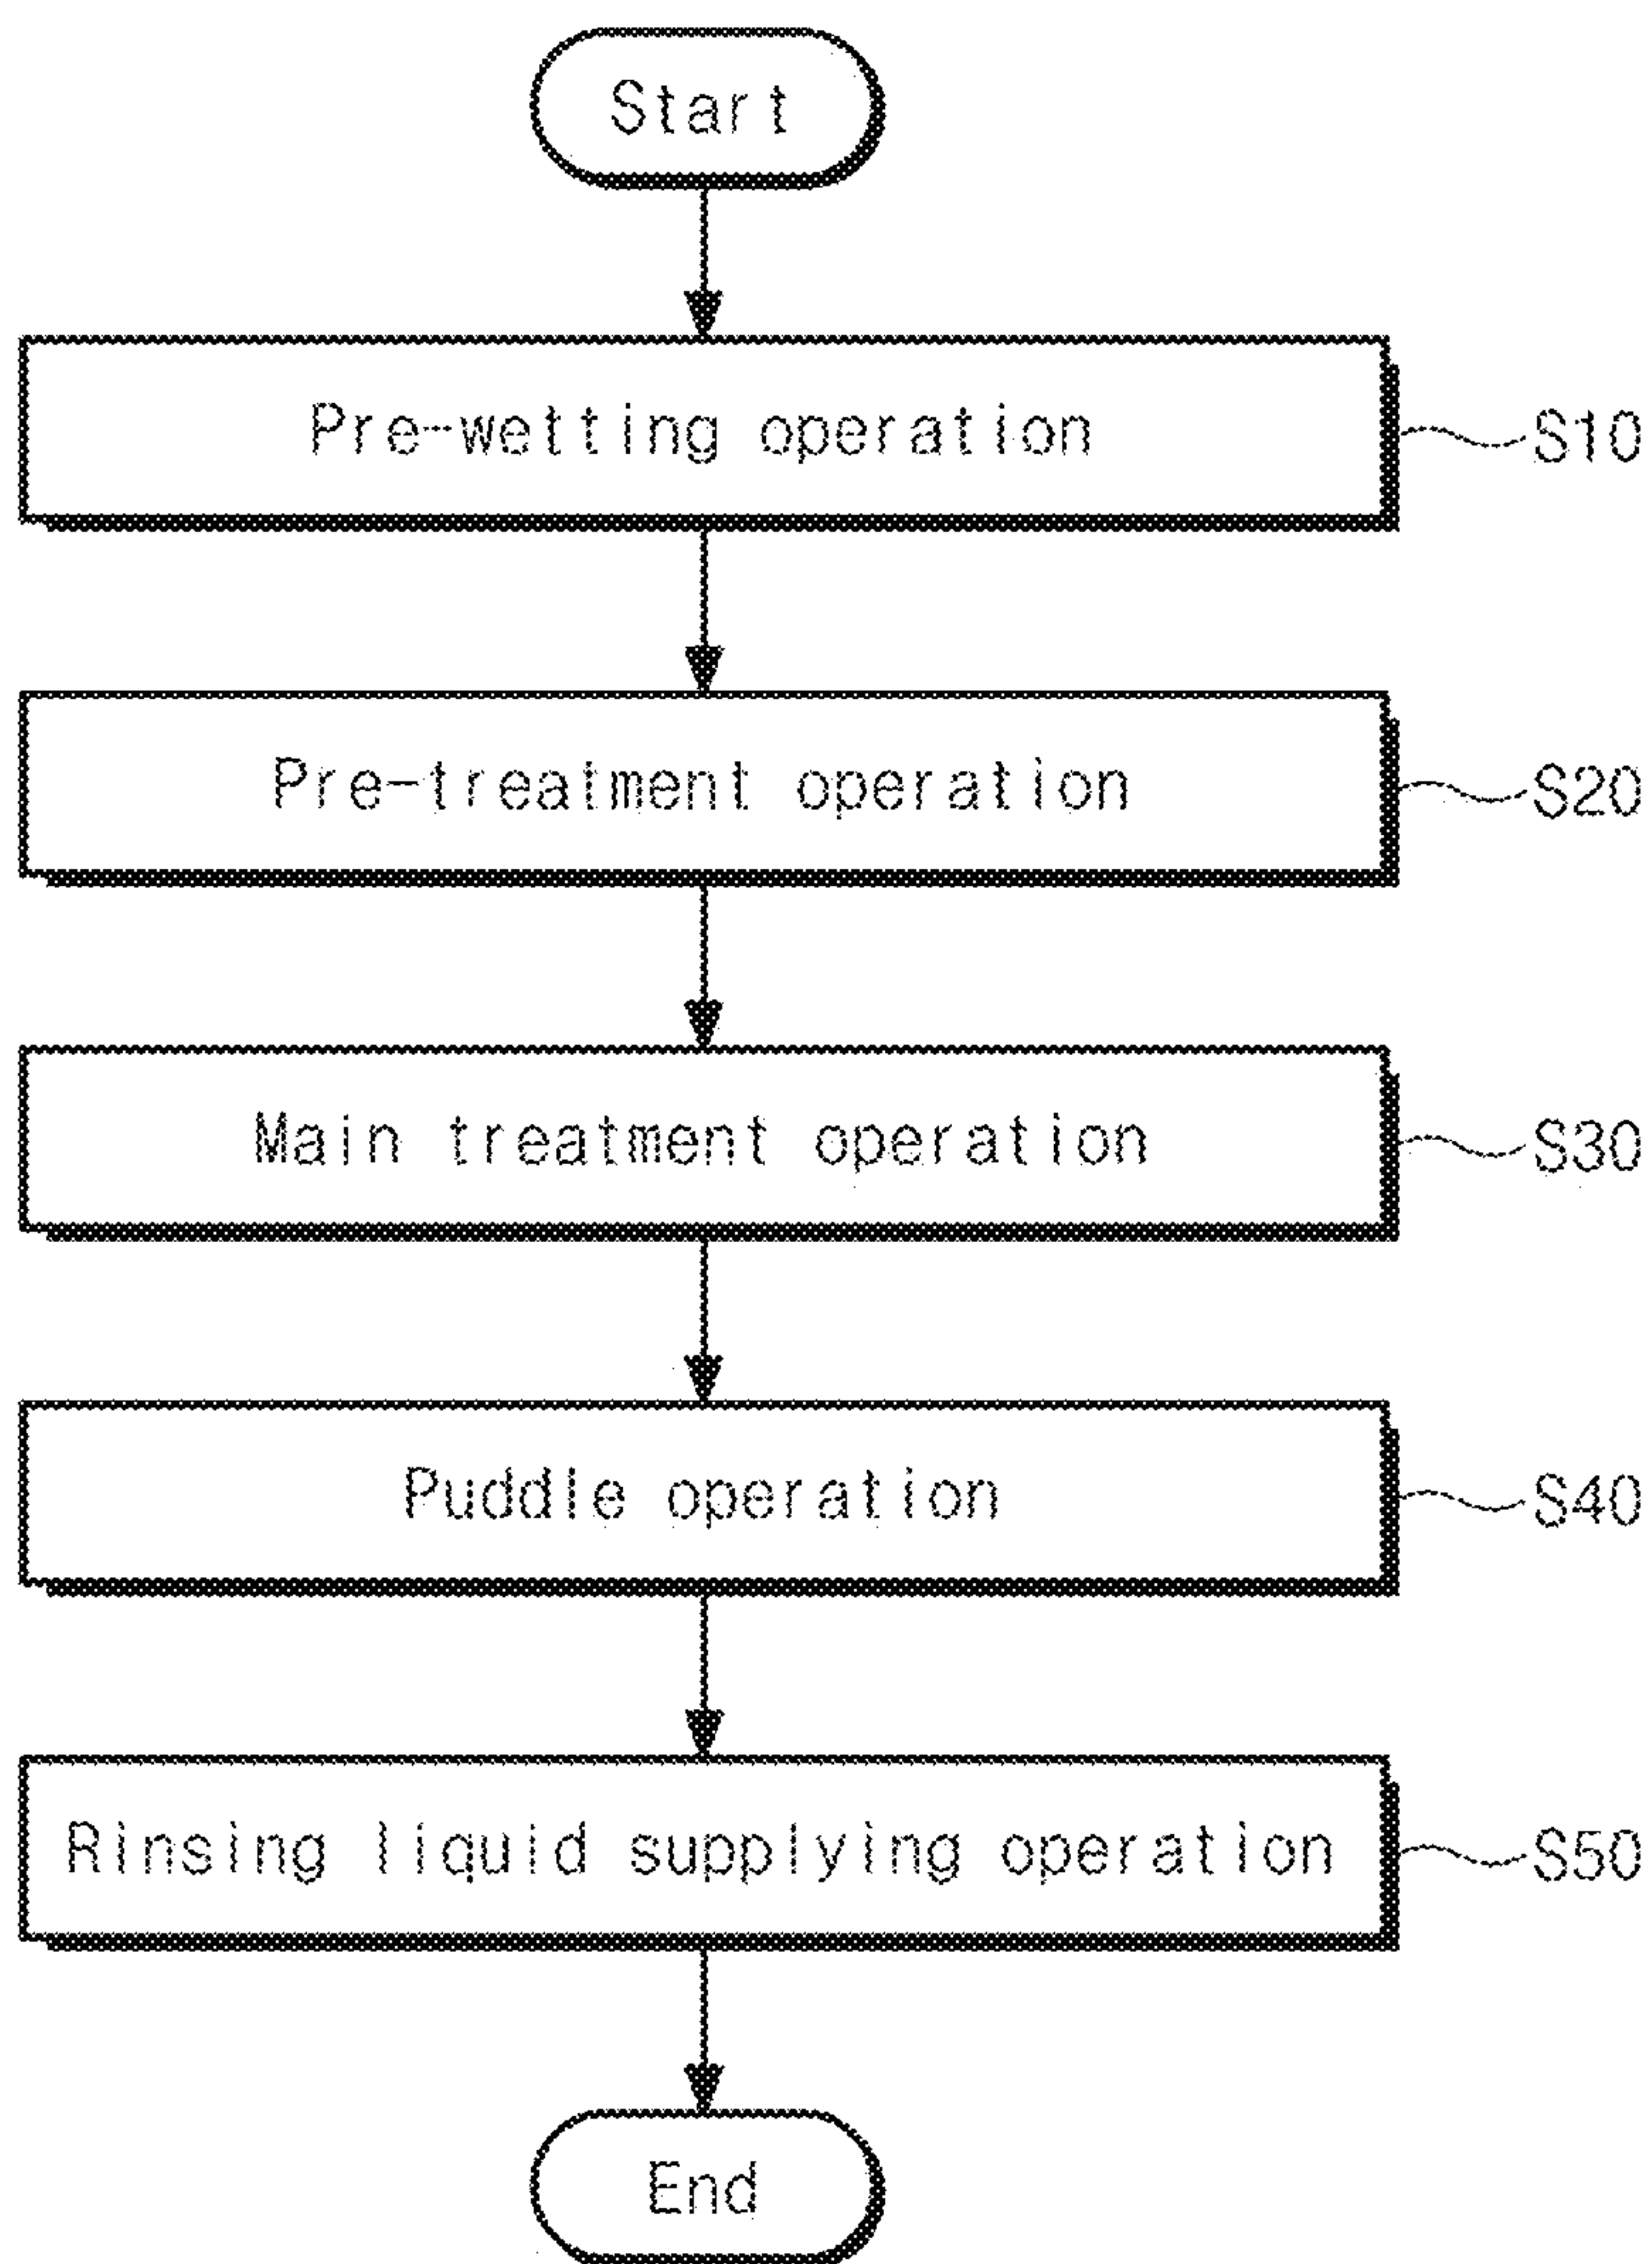 Start
Pre-wetting operation
S10
Pre-treatment operation
S20
Main treatment operation
S30
Puddle operation
S40
Rinsing liquid supplying operation
S50
End